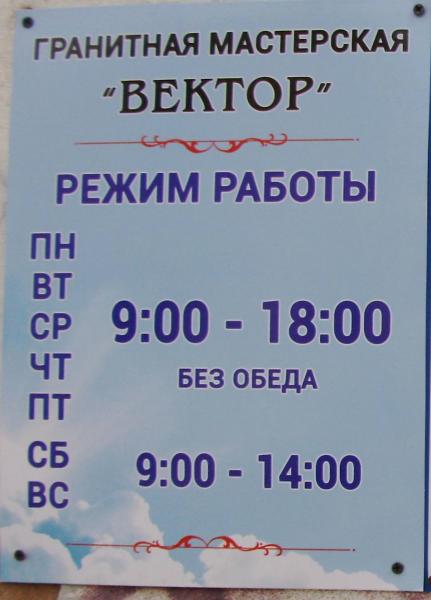 ГРАНИТНАЯ МАСТЕРСКАЯ
"ВЕКТОР"
РЕЖИМ РАБОТЫ
ПН
ВТ
СР
ЧТ
ПТ
9:00 - 18:00
БЕЗ ОБЕДА
СБ
ВС
9:00 - 14:00